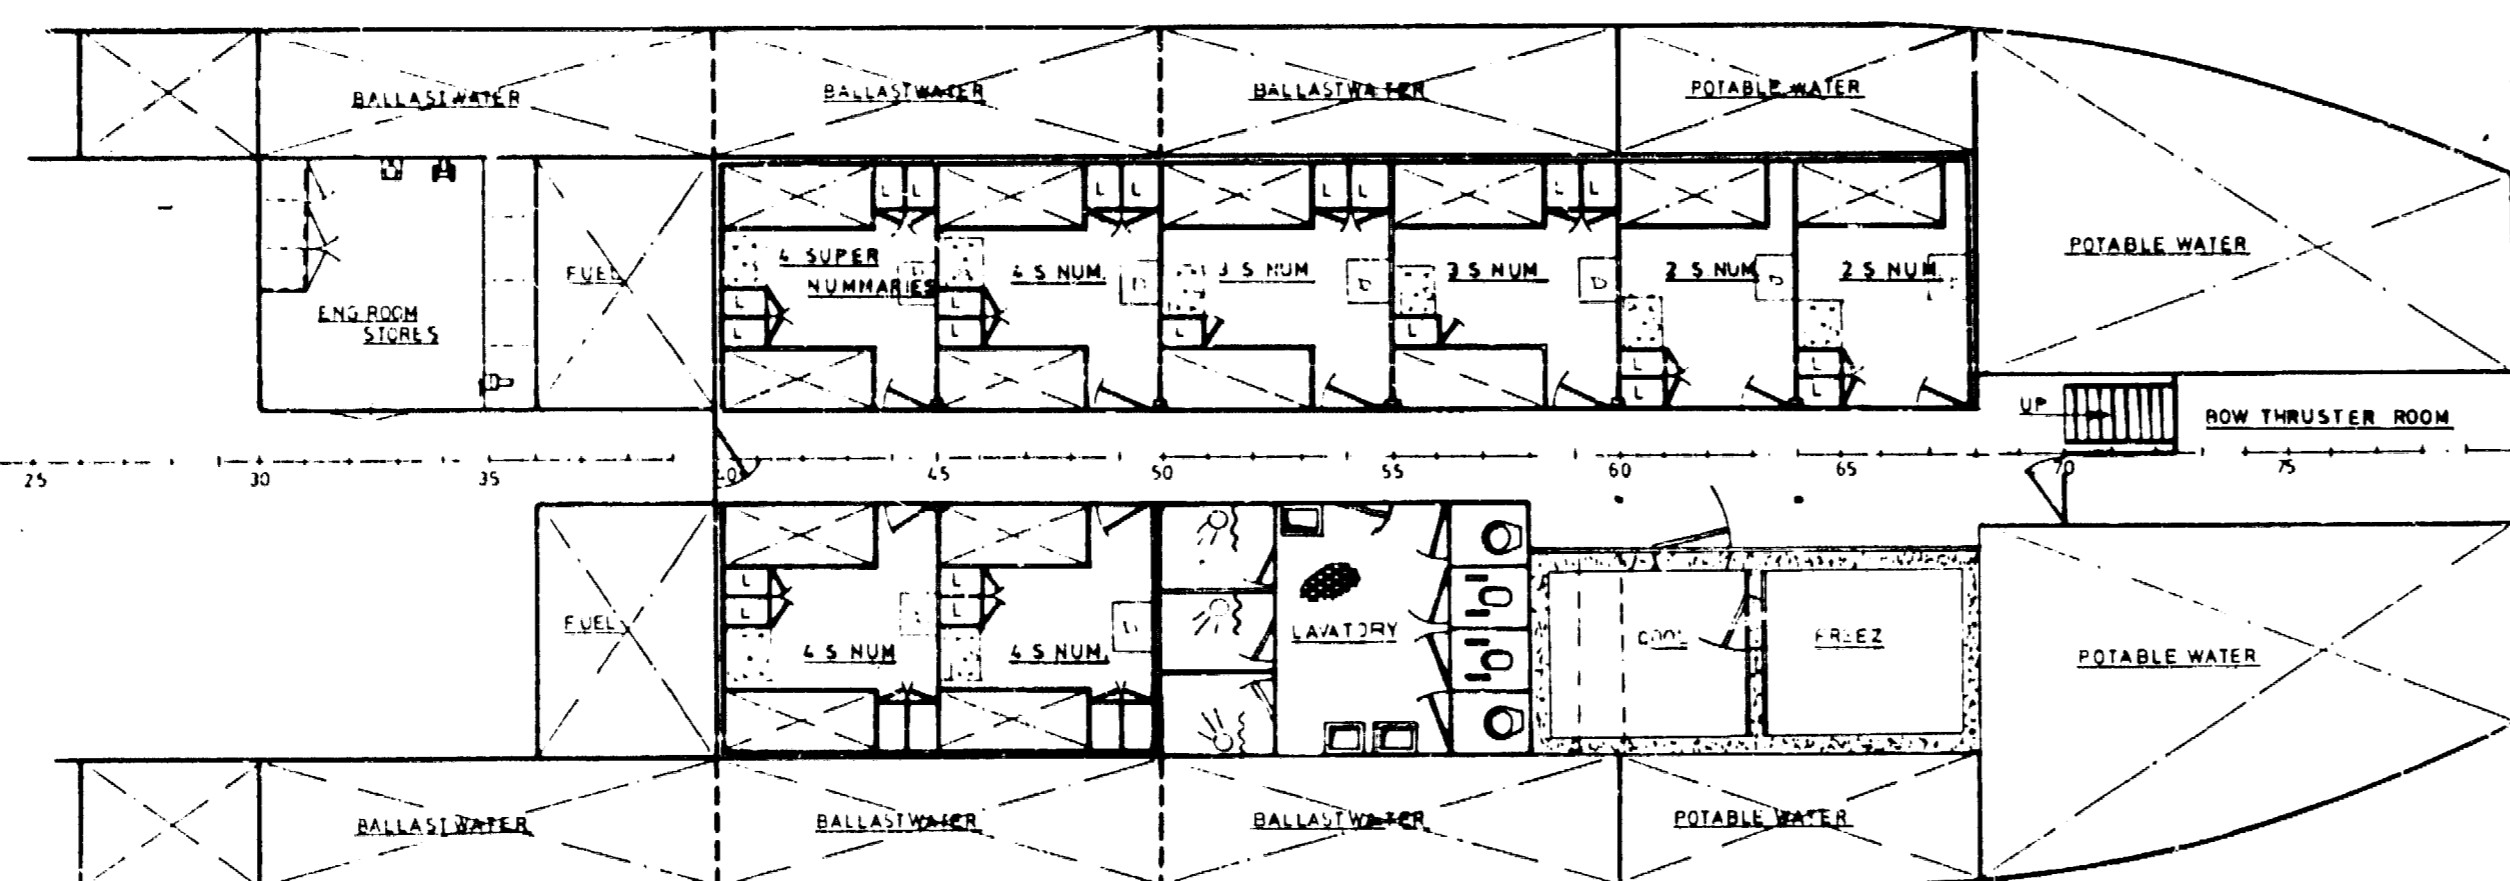 BALLASTWATER
BALLASTWATER
BALLASTWATER
POTABLE WATER
L L
L L
L L
L L
FUEL
4 SUPER
NUMMARIES
4 S NUM.
3 S NUM
3 S NUM
2 S NUM
2 S NUM
POTABLE WATER
D
D
D
D
ENG ROOM
STORES
L
L
L
L
L
L
L
L
L
L
UP
BOW THRUSTER ROOM
25
30
35
40
45
50
55
60
65
70
75
L
L
L
L
FUEL
4 S NUM
4 S NUM.
LAVATORY
COOL
FREEZ
POTABLE WATER
BALLASTWATER
BALLASTWATER
BALLASTWATER
POTABLE WATER